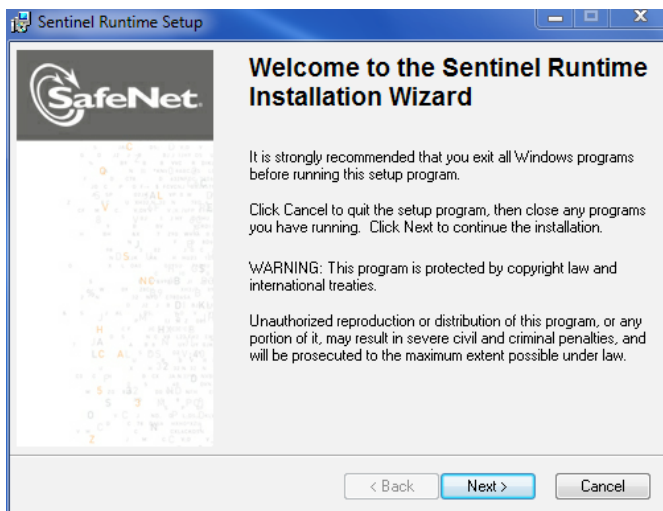 Sentinel Runtime Setup
SafeNet.
Welcome to the Sentinel Runtime
Installation Wizard
It is strongly recommended that you exit all Windows programs
before running this setup program.
Click Cancel to quit the setup program, then close any programs
you have running. Click Next to continue the installation.
WARNING: This program is protected by copyright law and
international treaties.
Unauthorized reproduction or distribution of this program, or any
portion of it, may result in severe civil and criminal penalties, and
will be prosecuted to the maximum extent possible under law.
< Back
Next >
Cancel